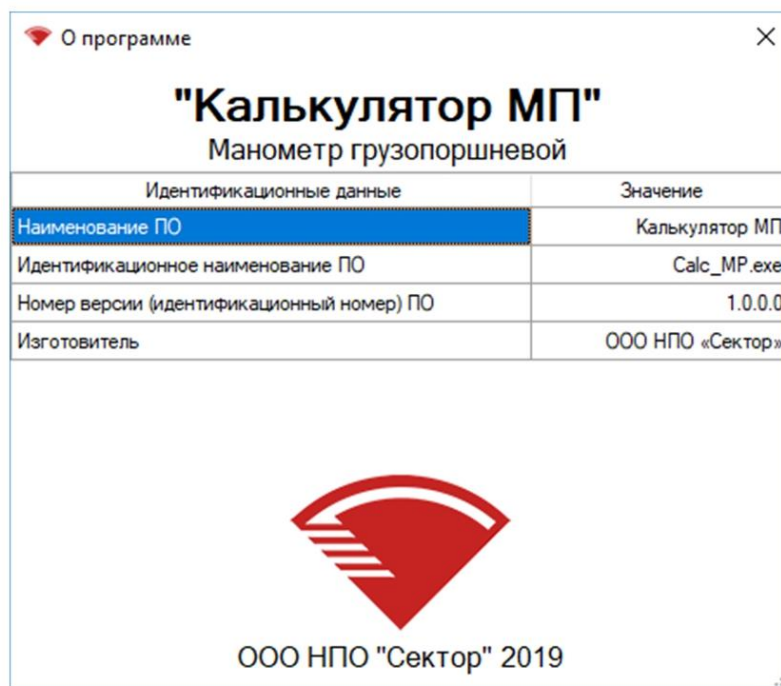 О программе
"Калькулятор МП"
Манометр грузопоршневой
Идентификационные данные Значение
Наименование ПО Калькулятор МП
Идентификационное наименование ПО Calc_MP.exe
Номер версии (идентификационный номер) ПО 1.0.0.0
Изготовитель ООО НПО «Сектор»
ООО НПО "Сектор" 2019